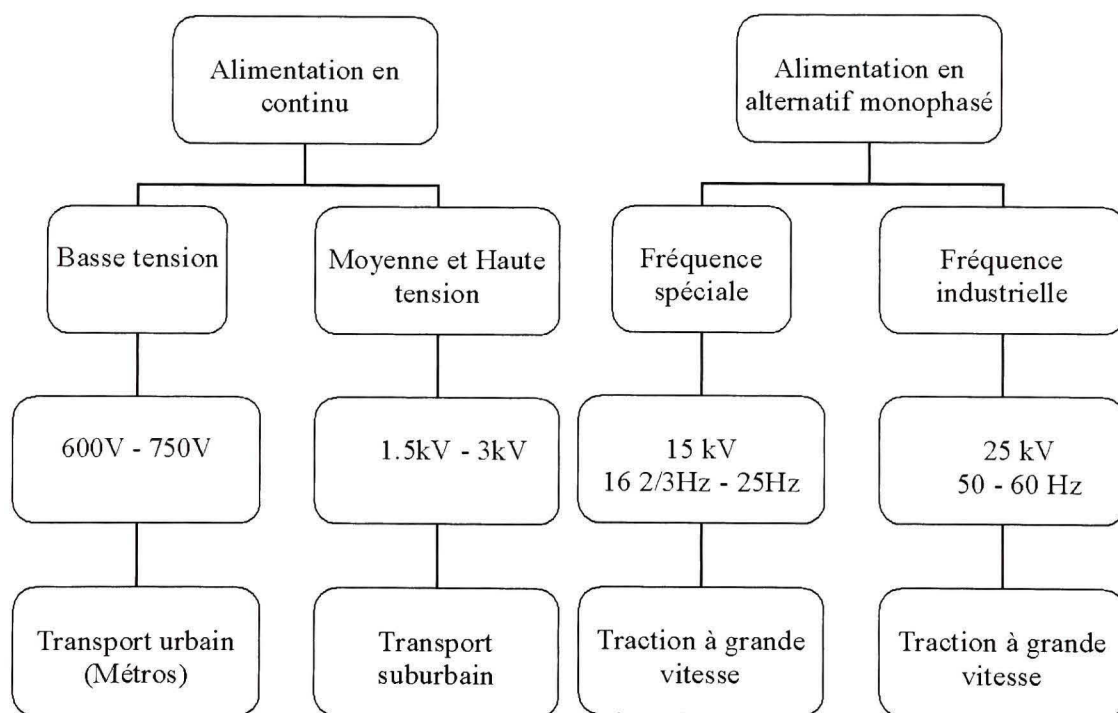 Alimentation en
continu
Alimentation en
alternatif monophasé
Basse tension
Moyenne et Haute
tension
Fréquence
spéciale
Fréquence
industrielle
600V - 750V
1.5kV - 3kV
15 kV
16 2/3Hz - 25Hz
25 kV
50 - 60 Hz
Transport urbain
(Métros)
Transport
suburbain
Traction à grande
vitesse
Traction à grande
vitesse